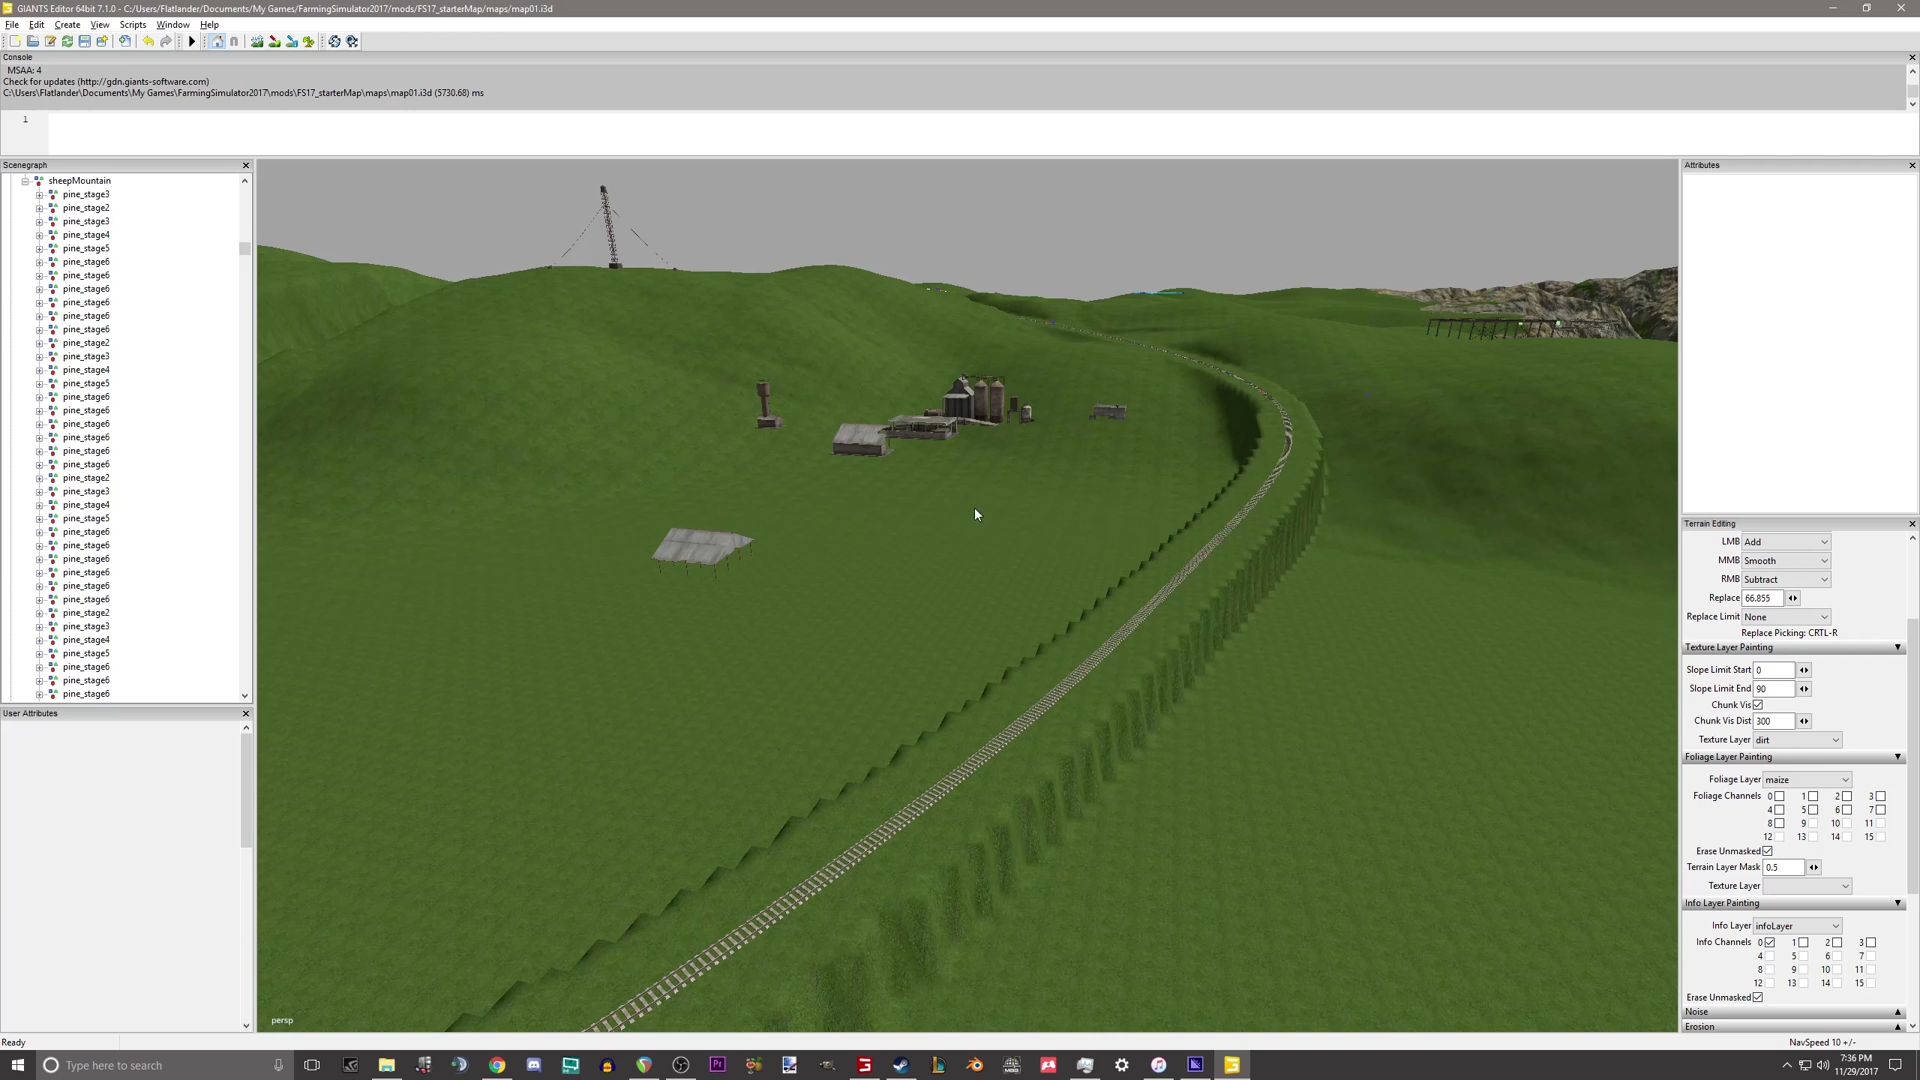 GIANTS Editor 64bit 7.1.0 - C:/Users/Flatlander/Documents/My Games/FarmingSimulator2017/mods/FS17_starterMap/maps/map01.i3d
File Edit Create View Scripts Window Help
Console
MSAA: 4
Check for updates (http://gdn.giants-software.com)
C:\Users\Flatlander\Documents\My Games\FarmingSimulator2017\mods\FS17_starterMap\maps\map01.i3d (5730.68) ms
1
Scenegraph
sheepMountain
pine_stage3
pine_stage2
pine_stage3
pine_stage4
pine_stage5
pine_stage6
pine_stage6
pine_stage6
pine_stage6
pine_stage6
pine_stage6
pine_stage2
pine_stage3
pine_stage4
pine_stage5
pine_stage6
pine_stage6
pine_stage6
pine_stage6
pine_stage6
pine_stage6
pine_stage2
pine_stage3
pine_stage4
pine_stage5
pine_stage6
pine_stage6
pine_stage6
pine_stage6
pine_stage6
pine_stage6
pine_stage2
pine_stage3
pine_stage4
pine_stage5
pine_stage6
pine_stage6
pine_stage6
User Attributes
persp
Attributes
Terrain Editing
LMB Add
MMB Smooth
RMB Subtract
Replace 66.855
Replace Limit None
Replace Picking: CRTL-R
Texture Layer Painting
Slope Limit Start 0
Slope Limit End 90
Chunk Vis
Chunk Vis Dist 300
Texture Layer dirt
Foliage Layer Painting
Foliage Layer maize
Foliage Channels 0 1 2 3
4 5 6 7
8 9 10 11
12 13 14 15
Erase Unmasked
Terrain Layer Mask 0.5
Texture Layer
Info Layer Painting
Info Layer infoLayer
Info Channels 0 1 2 3
4 5 6 7
8 9 10 11
12 13 14 15
Erase Unmasked
Noise
Erosion
Ready
NavSpeed 10 +/-
Type here to search
Pr
7:36 PM
11/29/2017